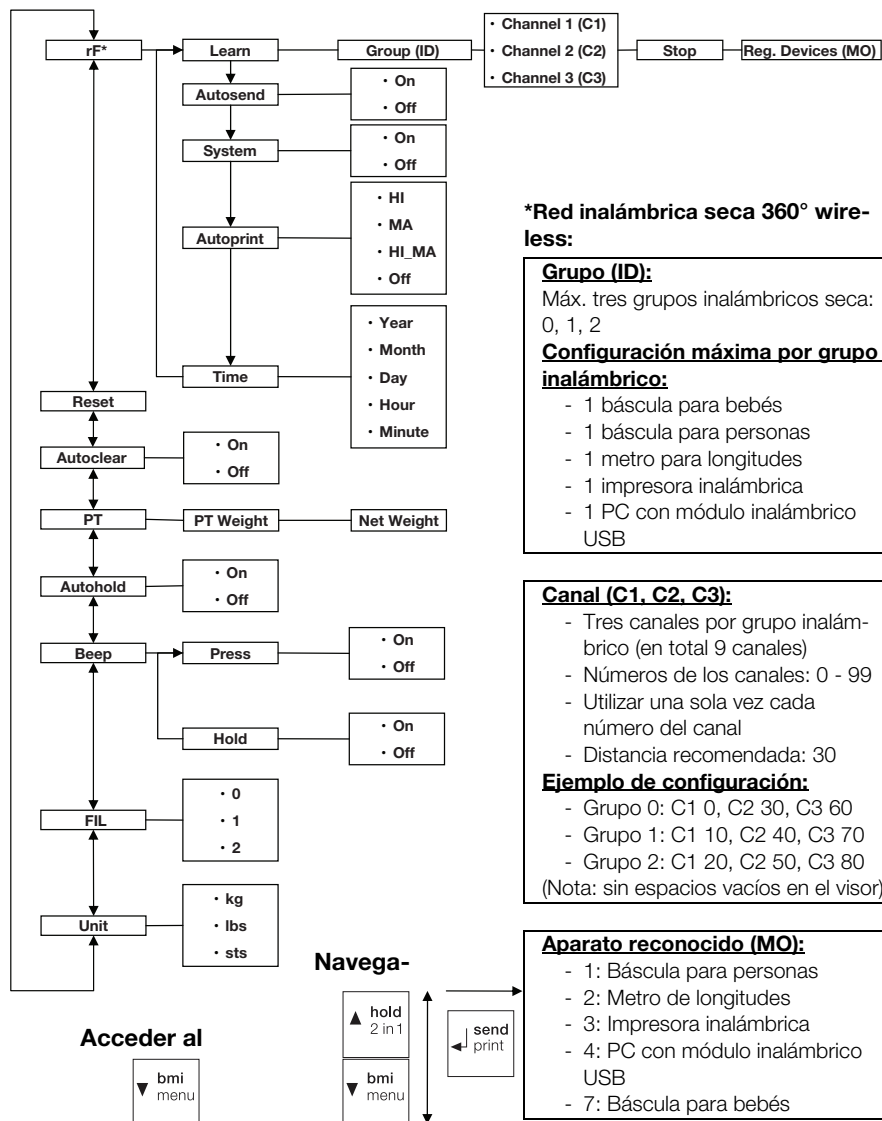 rF*
Learn
Group (ID)
· Channel 1 (C1)
· Channel 2 (C2)
· Channel 3 (C3)
Stop
Reg. Devices (MO)
Autosend
· On
· Off
System
· On
· Off
Autoprint
· HI
· MA
· HI_MA
· Off
Time
· Year
· Month
· Day
· Hour
· Minute
Reset
Autoclear
· On
· Off
PT
PT Weight
Net Weight
Autohold
· On
· Off
Beep
Press
· On
· Off
Hold
· On
· Off
FIL
· 0
· 1
· 2
Unit
· kg
· lbs
· sts
Acceder al
bmi
menu
Navega-
hold
2 in 1
bmi
menu
send
print
*Red inalámbrica seca 360° wire-
less:
Grupo (ID):
Máx. tres grupos inalámbricos seca:
0, 1, 2
Configuración máxima por grupo
inalámbrico:
- 1 báscula para bebés
- 1 báscula para personas
- 1 metro para longitudes
- 1 impresora inalámbrica
- 1 PC con módulo inalámbrico
USB
Canal (C1, C2, C3):
- Tres canales por grupo inalám-
brico (en total 9 canales)
- Números de los canales: 0 - 99
- Utilizar una sola vez cada
número del canal
- Distancia recomendada: 30
Ejemplo de configuración:
- Grupo 0: C1 0, C2 30, C3 60
- Grupo 1: C1 10, C2 40, C3 70
- Grupo 2: C1 20, C2 50, C3 80
(Nota: sin espacios vacíos en el visor)
Aparato reconocido (MO):
- 1: Báscula para personas
- 2: Metro de longitudes
- 3: Impresora inalámbrica
- 4: PC con módulo inalámbrico
USB
- 7: Báscula para bebés